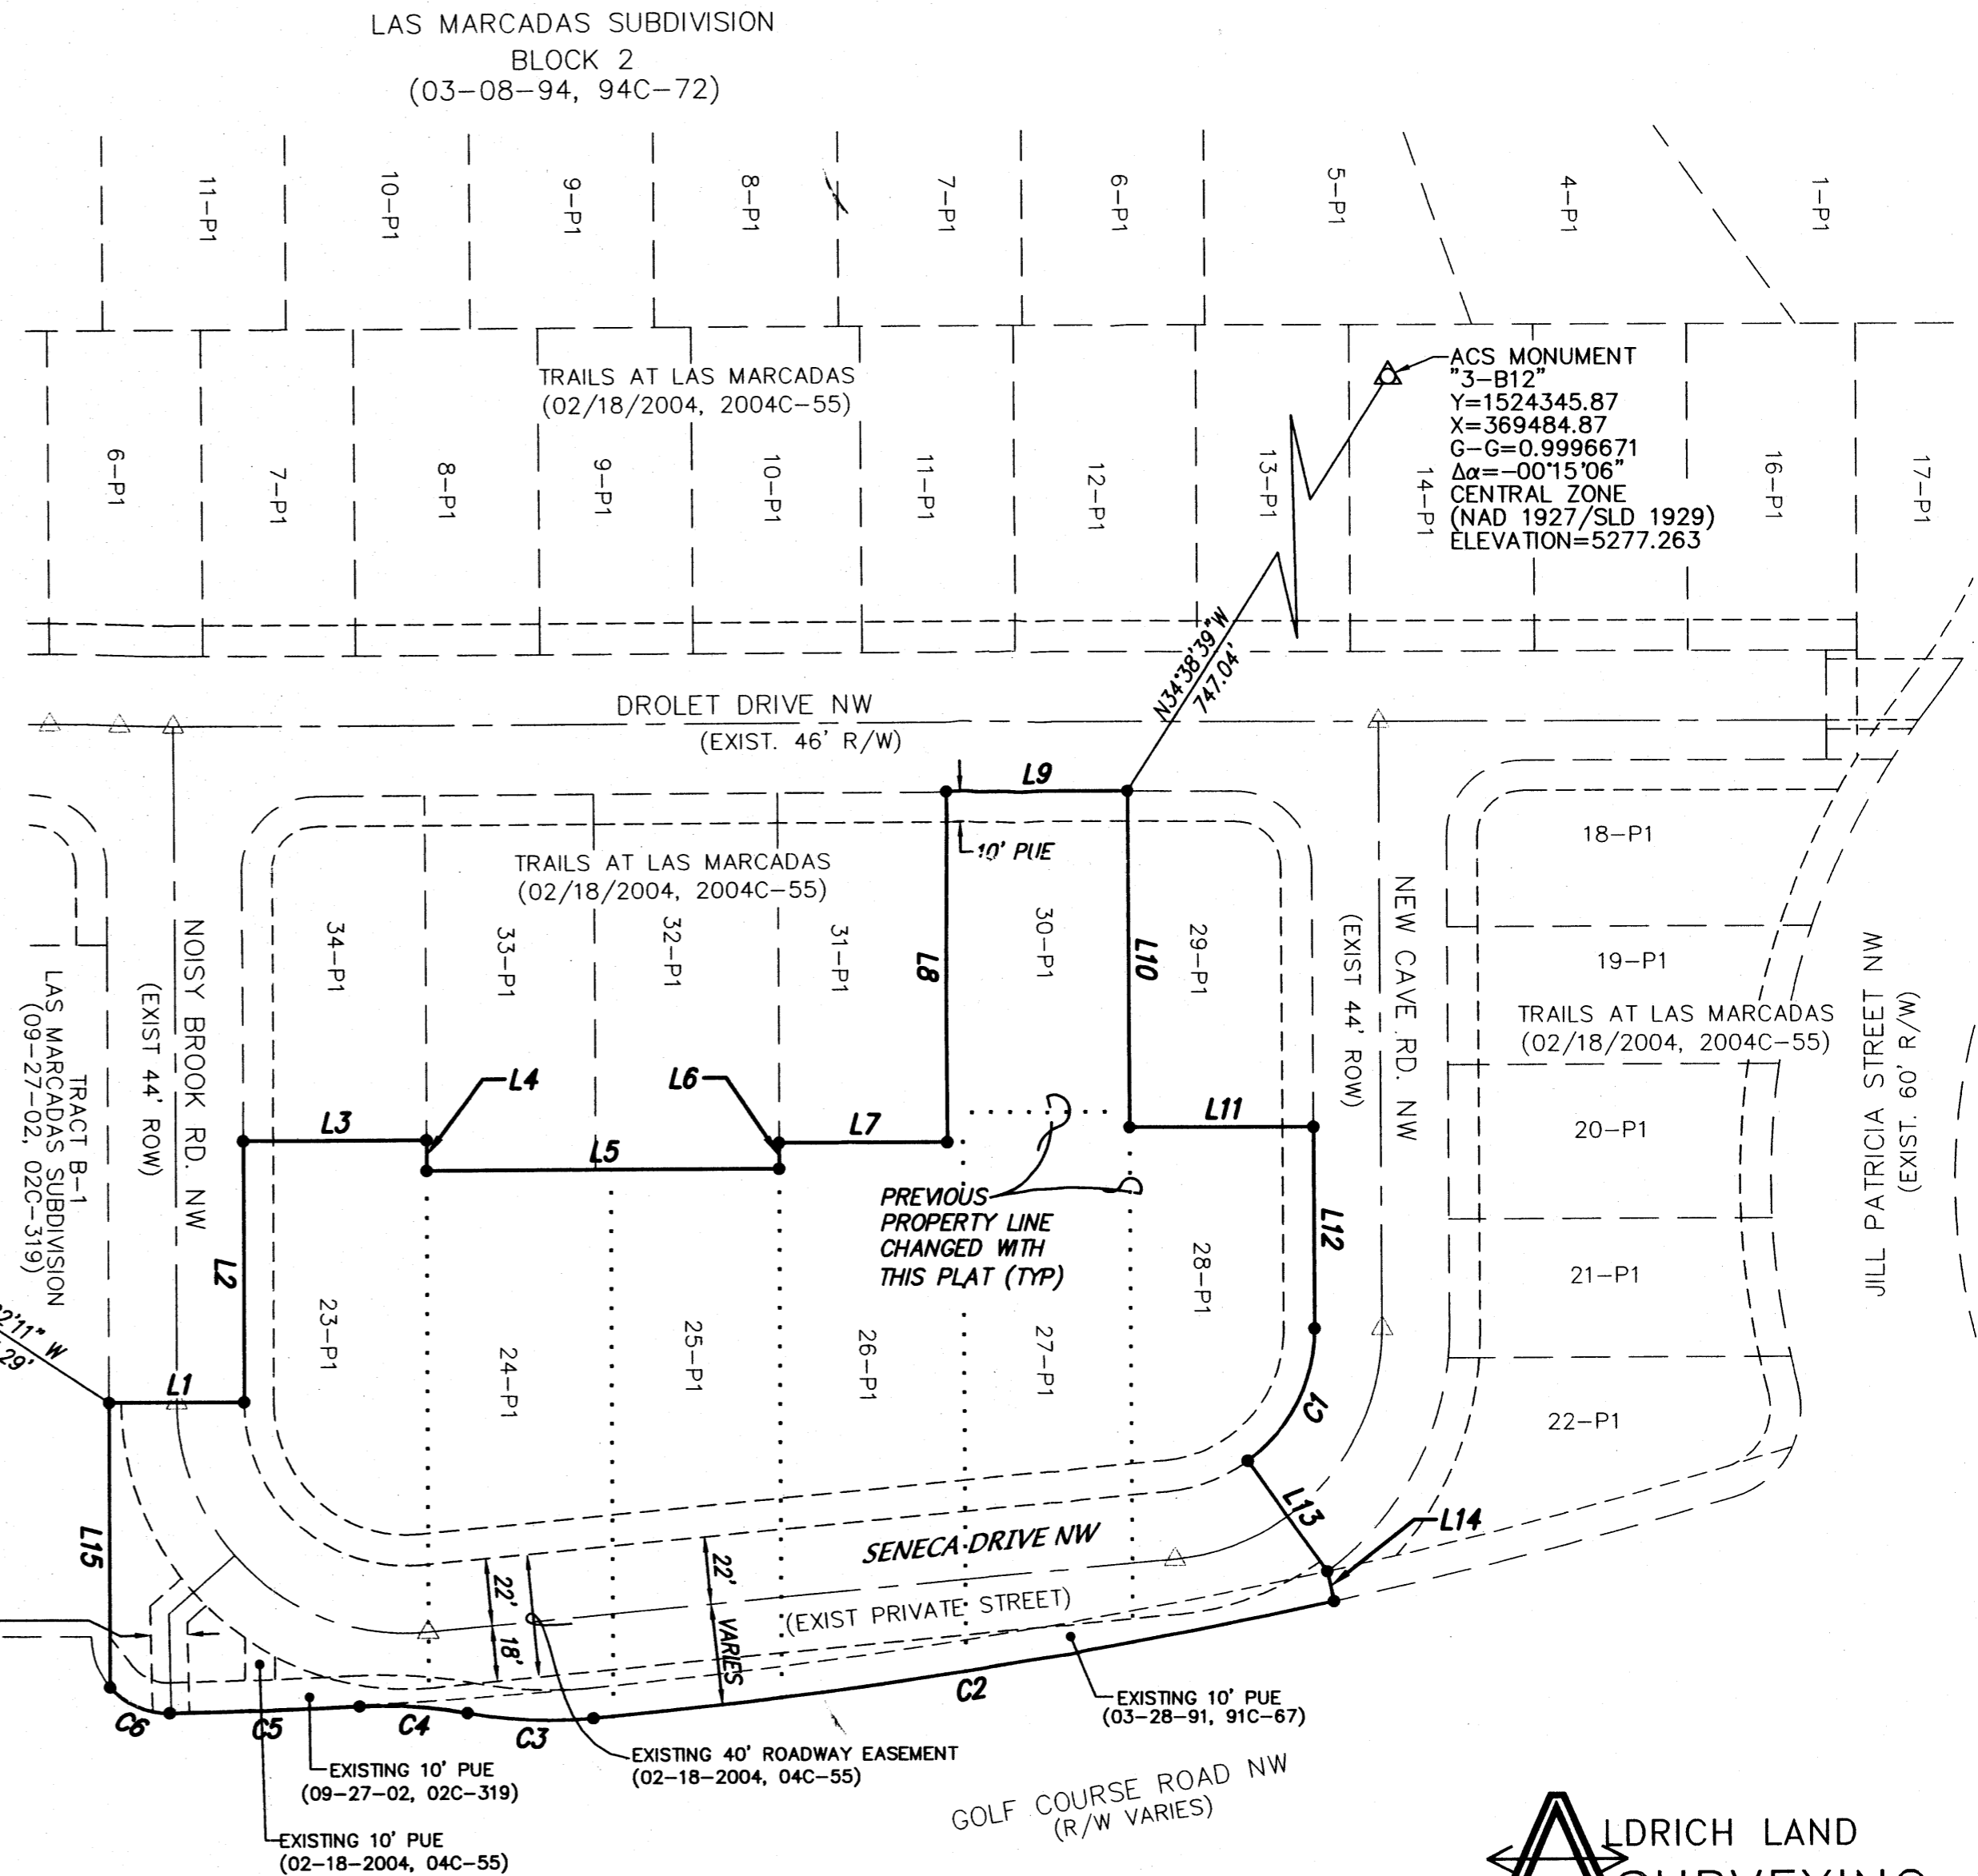 LAS MARCADAS SUBDIVISION
BLOCK 2
(03-08-94, 94C-72)
11-P1
10-P1
9-P1
8-P1
7-P1
6-P1
5-P1
4-P1
1-P1
TRAILS AT LAS MARCADAS
(02/18/2004, 2004C-55)
ACS MONUMENT
"3-B12"
Y=1524345.87
X=369484.87
G-G=0.9996671
Δα=-00°15'06"
CENTRAL ZONE
(NAD 1927/SLD 1929)
ELEVATION=5277.263
6-P1
7-P1
8-P1
9-P1
10-P1
11-P1
12-P1
13-P1
14-P1
16-P1
17-P1
N34°38'39"W
747.04'
DROLET DRIVE NW
(EXIST. 46' R/W)
L9
10' PUE
TRAILS AT LAS MARCADAS
(02/18/2004, 2004C-55)
34-P1
33-P1
32-P1
31-P1
L8
30-P1
L10
29-P1
NEW CAVE RD. NW
(EXIST 44' ROW)
18-P1
19-P1
TRAILS AT LAS MARCADAS
(02/18/2004, 2004C-55)
20-P1
21-P1
22-P1
JILL PATRICIA STREET NW
(EXIST. 60' R/W)
NOISY BROOK RD. NW
(EXIST 44' ROW)
TRACT B-1
LAS MARCADAS SUBDIVISION
(09-27-02, 02C-319)
L3
L4
L5
L6
L7
L11
L12
PREVIOUS
PROPERTY LINE
CHANGED WITH
THIS PLAT (TYP)
L2
23-P1
24-P1
25-P1
26-P1
27-P1
28-P1
2'11" W
29'
L1
L13
L14
L15
SENECA DRIVE NW
(EXIST PRIVATE STREET)
22'
18'
22'
VARIES
C6
C5
C4
C3
C2
EXISTING 10' PUE
(03-28-91, 91C-67)
EXISTING 40' ROADWAY EASEMENT
(02-18-2004, 04C-55)
EXISTING 10' PUE
(09-27-02, 02C-319)
EXISTING 10' PUE
(02-18-2004, 04C-55)
GOLF COURSE ROAD NW
(R/W VARIES)
ALDRICH LAND
SURVEYING